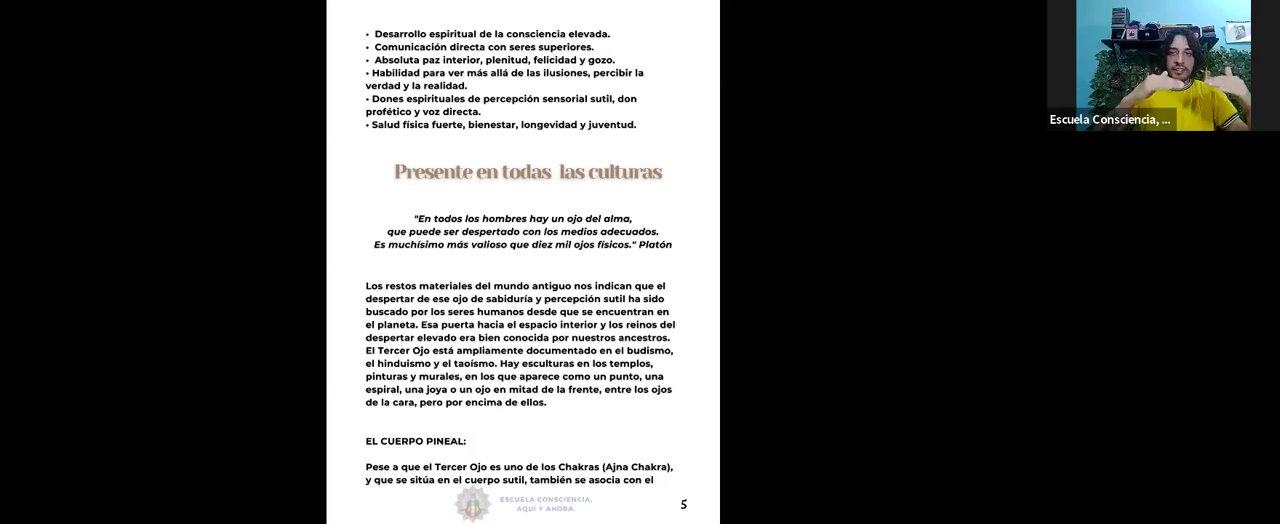 • Desarrollo espiritual de la consciencia elevada.
• Comunicación directa con seres superiores.
• Absoluta paz interior, plenitud, felicidad y gozo.
• Habilidad para ver más allá de las ilusiones, percibir la
verdad y la realidad.
• Dones espirituales de percepción sensorial sutil, don
profético y voz directa.
• Salud física fuerte, bienestar, longevidad y juventud.
Presente en todas las culturas
"En todos los hombres hay un ojo del alma,
que puede ser despertado con los medios adecuados.
Es muchísimo más valioso que diez mil ojos físicos." Platón
Los restos materiales del mundo antiguo nos indican que el
despertar de ese ojo de sabiduría y percepción sutil ha sido
buscado por los seres humanos desde que se encuentran en
el planeta. Esa puerta hacia el espacio interior y los reinos del
despertar elevado era bien conocida por nuestros ancestros.
El Tercer Ojo está ampliamente documentado en el budismo,
el hinduismo y el taoísmo. Hay esculturas en los templos,
pinturas y murales, en los que aparece como un punto, una
espiral, una joya o un ojo en mitad de la frente, entre los ojos
de la cara, pero por encima de ellos.
EL CUERPO PINEAL:
Pese a que el Tercer Ojo es uno de los Chakras (Ajna Chakra),
y que se sitúa en el cuerpo sutil, también se asocia con el
ESCUELA CONSCIENCIA,
AQUÍ Y AHORA
5
Escuela Consciencia, ...